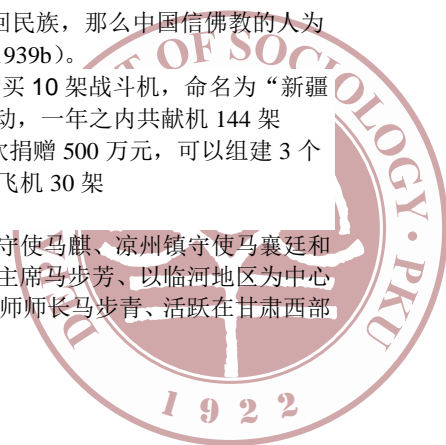 回民族，那么中国信佛教的人为
1939b）。
买 10 架战斗机，命名为“新疆
动，一年之内共献机 144 架
次捐赠 500 万元，可以组建 3 个
飞机 30 架
守使马麒、凉州镇守使马襄廷和
主席马步芳、以临河地区为中心
师师长马步青、活跃在甘肃西部
OF SOCIOLOGY · PKU
1922